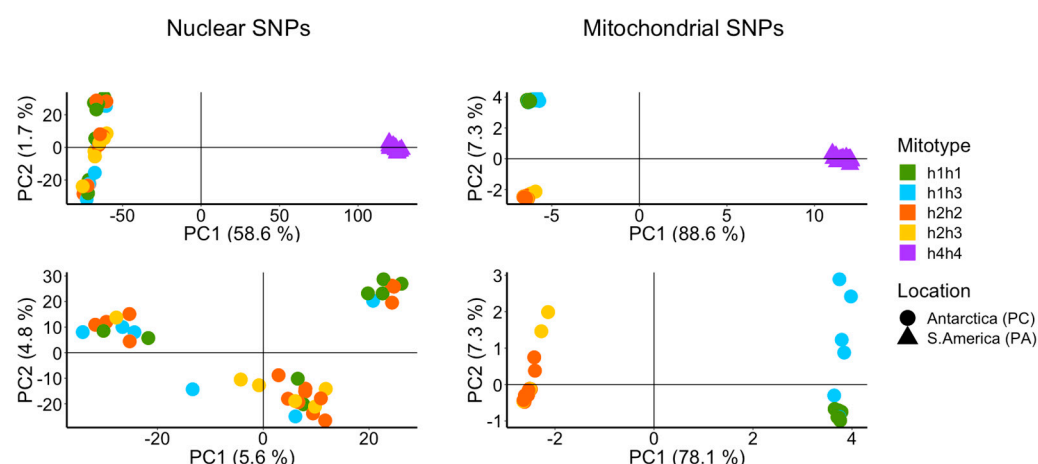 Nuclear SNPs
Mitochondrial SNPs
PC2 (1.7 %)
20
0
-20
-50
0
50
100
PC1 (58.6 %)
PC2 (7.3 %)
4
2
0
-2
-5
0
5
10
PC1 (88.6 %)
PC2 (4.8 %)
30
20
10
0
-10
-20
-20
0
20
PC1 (5.6 %)
PC2 (7.3 %)
3
2
1
0
-1
-2
0
2
4
PC1 (78.1 %)
Mitotype
h1h1
h1h3
h2h2
h2h3
h4h4
Location
Antarctica (PC)
S.America (PA)